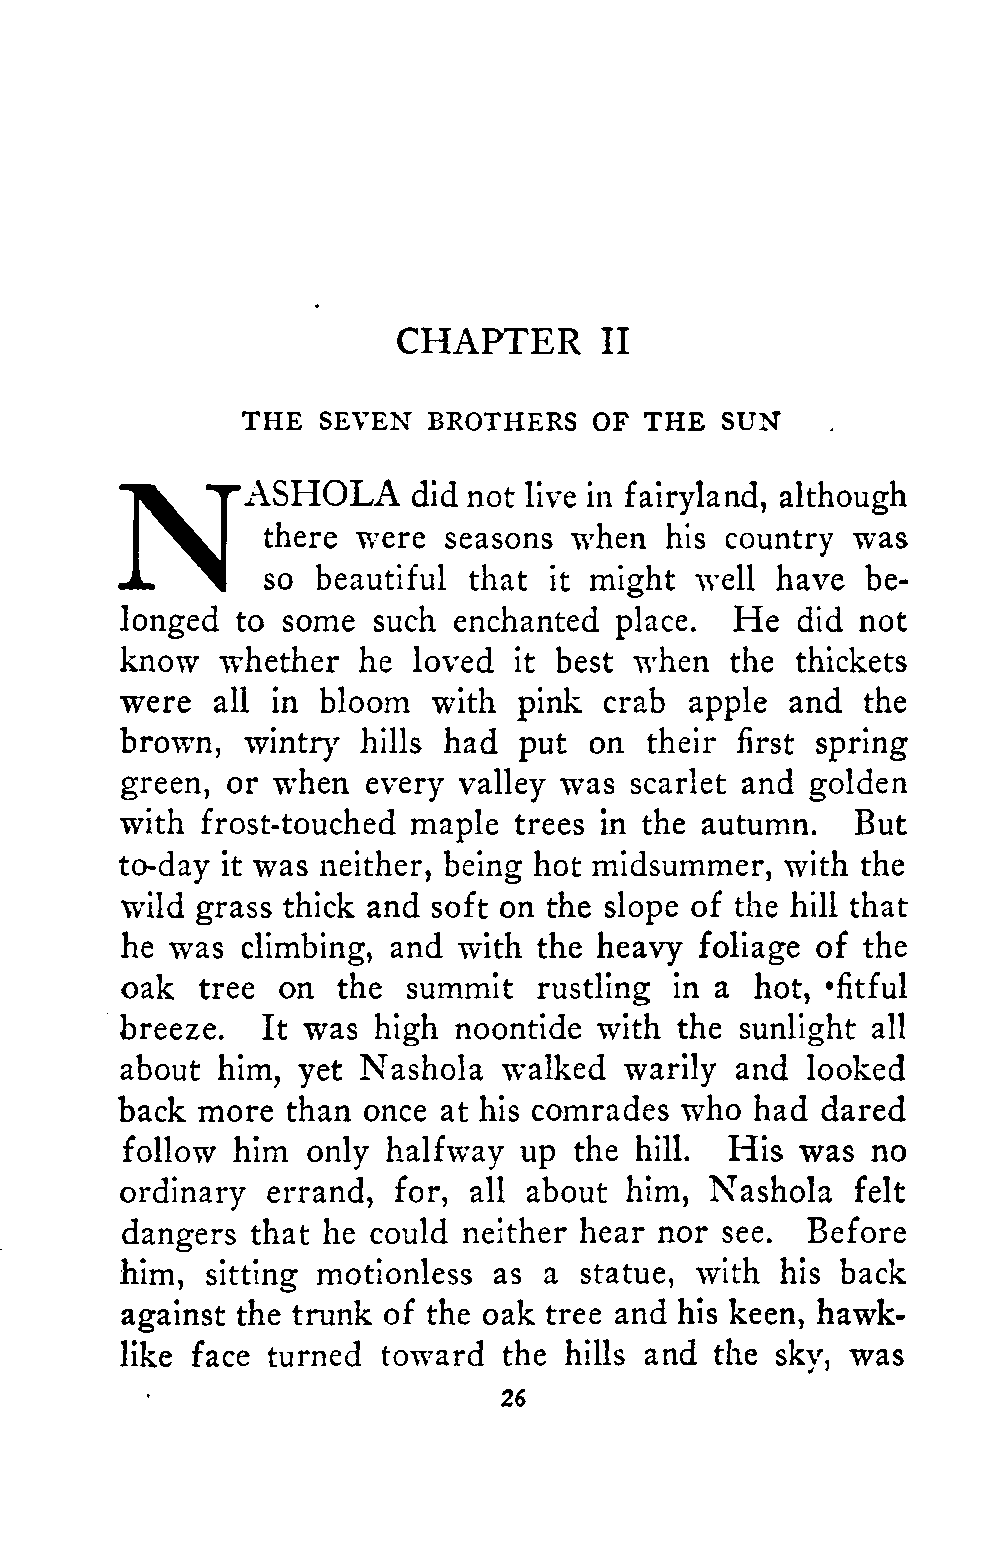 CHAPTER II
THE SEVEN BROTHERS OF THE SUN
NASHOLA did not live in fairyland, although
there were seasons when his country was
so beautiful that it might well have be-
longed to some such enchanted place. He did not
know whether he loved it best when the thickets
were all in bloom with pink crab apple and the
brown, wintry hills had put on their first spring
green, or when every valley was scarlet and golden
with frost-touched maple trees in the autumn. But
to-day it was neither, being hot midsummer, with the
wild grass thick and soft on the slope of the hill that
he was climbing, and with the heavy foliage of the
oak tree on the summit rustling in a hot, fitful
breeze. It was high noontide with the sunlight all
about him, yet Nashola walked warily and looked
back more than once at his comrades who had dared
follow him only halfway up the hill. His was no
ordinary errand, for, all about him, Nashola felt
dangers that he could neither hear nor see. Before
him, sitting motionless as a statue, with his back
against the trunk of the oak tree and his keen, hawk-
like face turned toward the hills and the sky, was
26